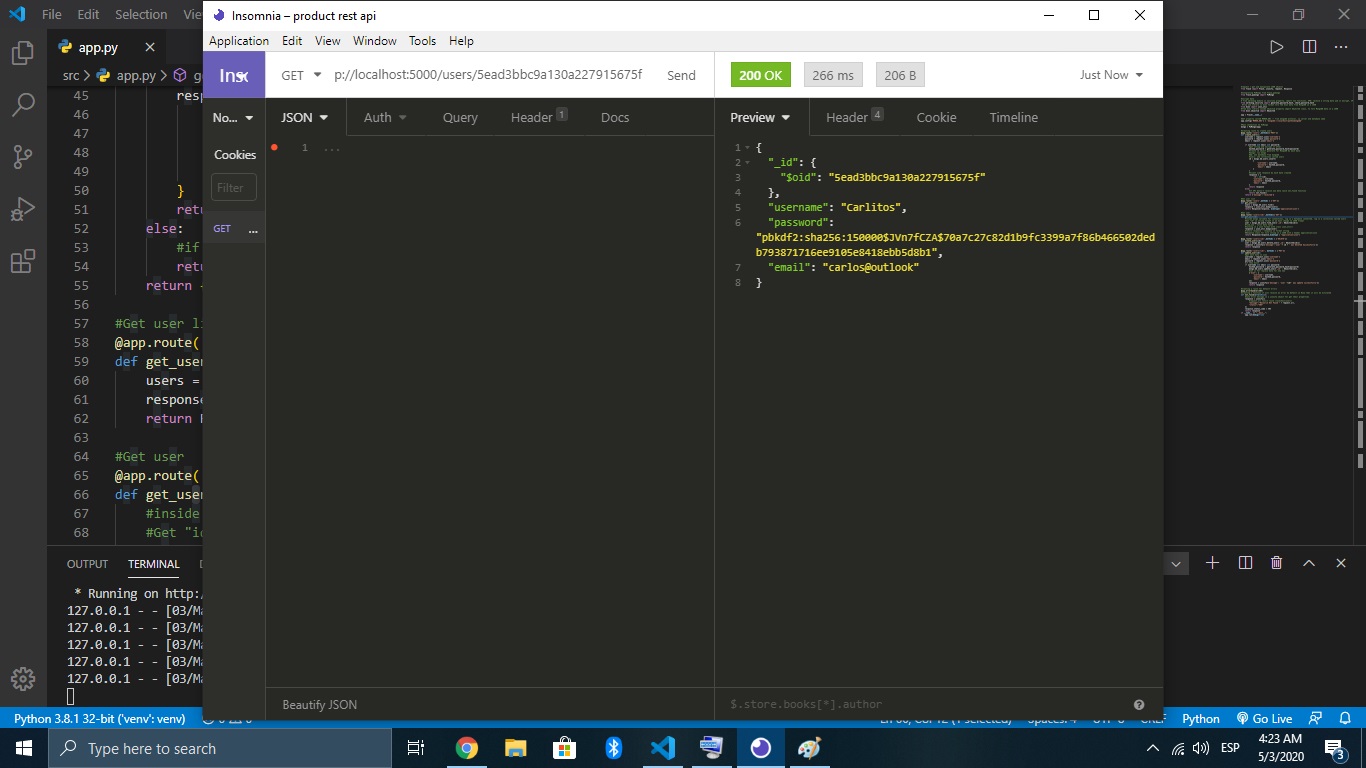 File Edit Selection
Insomnia – product rest api
app.py
Application Edit View Window Tools Help
src > app.py >
GET p://localhost:5000/users/5ead3bbc9a130a227915675f Send
200 OK 266 ms 206 B Just Now
No...
JSON Auth Query Header 1 Docs
Preview Header 4 Cookie Timeline
Cookies
Filter
GET ...
1 ...
1 {
2 "_id": {
3 "$oid": "5ead3bbc9a130a227915675f"
4 },
5 "username": "Carlitos",
6 "password":
"pbkdf2:sha256:150000$JVn7fCZA$70a7c27c82d1b9fc3399a7f86b466502ded
b793871716ee9105e8418ebb5d8b1",
7 "email": "carlos@outlook"
8 }
45 resp
46
47
48
49
50 }
51 retu
52 else:
53 #if
54 retu
55 return
56
57 #Get user li
58 @app.route(
59 def get_user
60 users =
61 response
62 return
63
64 #Get user
65 @app.route(
66 def get_user
67 #inside
68 #Get "id
OUTPUT TERMINAL
* Running on http:/
127.0.0.1 - - [03/Ma
127.0.0.1 - - [03/Ma
127.0.0.1 - - [03/Ma
127.0.0.1 - - [03/Ma
127.0.0.1 - - [03/Ma
Beautify JSON
$.store.books[*].author
Python 3.8.1 32-bit ('venv': venv)
Python Go Live
Type here to search
ESP
4:23 AM
5/3/2020
3